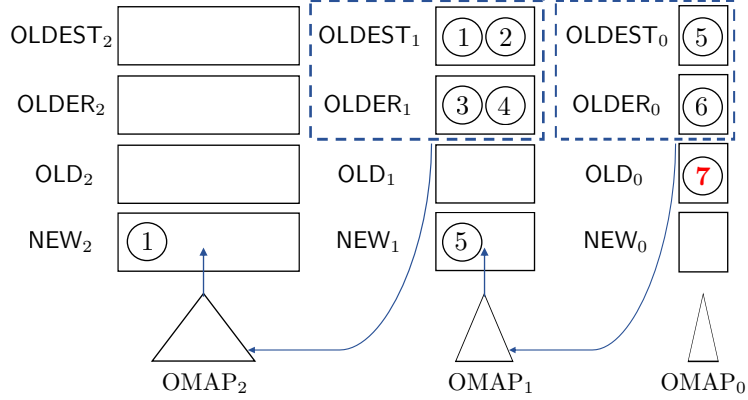 OLDEST₂ OLDEST₁ 1 2 OLDEST₀ 5
OLDER₂ OLDER₁ 3 4 OLDER₀ 6
OLD₂ OLD₁ OLD₀ 7
NEW₂ 1 NEW₁ 5 NEW₀
OMAP₂ OMAP₁ OMAP₀